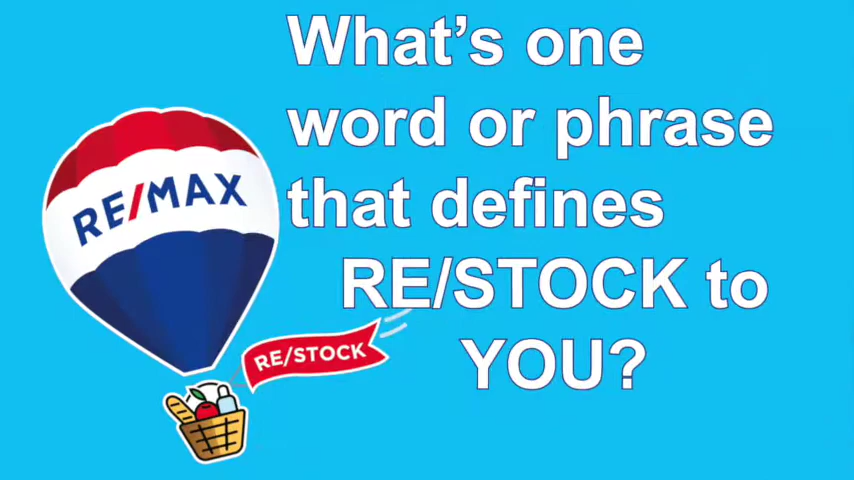 What's one
word or phrase
that defines
RE/STOCK to
YOU?
RE/MAX
RE/STOCK